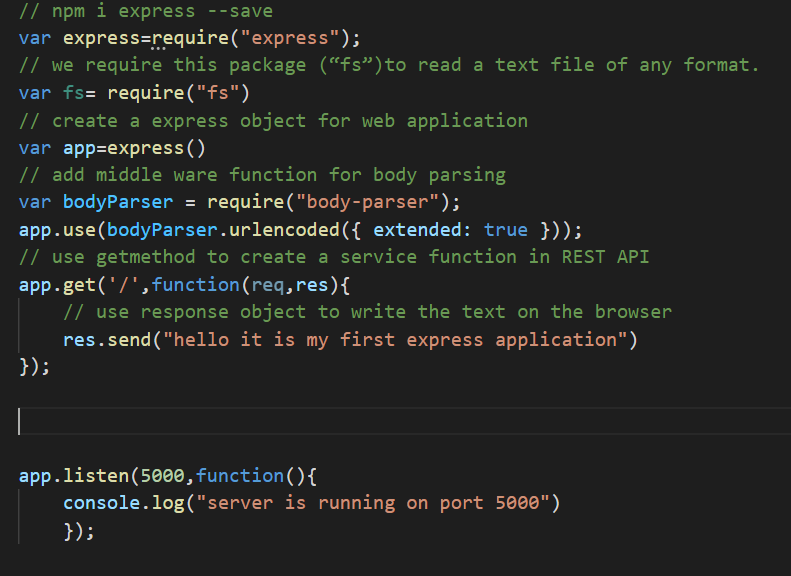 // npm i express --save
var express=require("express");
// we require this package (“fs”)to read a text file of any format.
var fs= require("fs")
// create a express object for web application
var app=express()
// add middle ware function for body parsing
var bodyParser = require("body-parser");
app.use(bodyParser.urlencoded({ extended: true }));
// use getmethod to create a service function in REST API
app.get('/',function(req,res){
    // use response object to write the text on the browser
    res.send("hello it is my first express application")
});
app.listen(5000,function(){
    console.log("server is running on port 5000")
    });